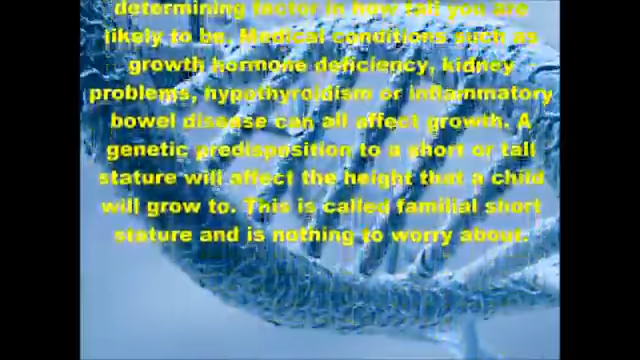 determining factor in how tall you are
likely to be. Medical conditions such as
growth hormone deficiency, kidney
problems, hypothyroidism or inflammatory
bowel disease can all affect growth. A
genetic predisposition to a short or tall
stature will affect the height that a child
will grow to. This is called familial short
stature and is nothing to worry about.